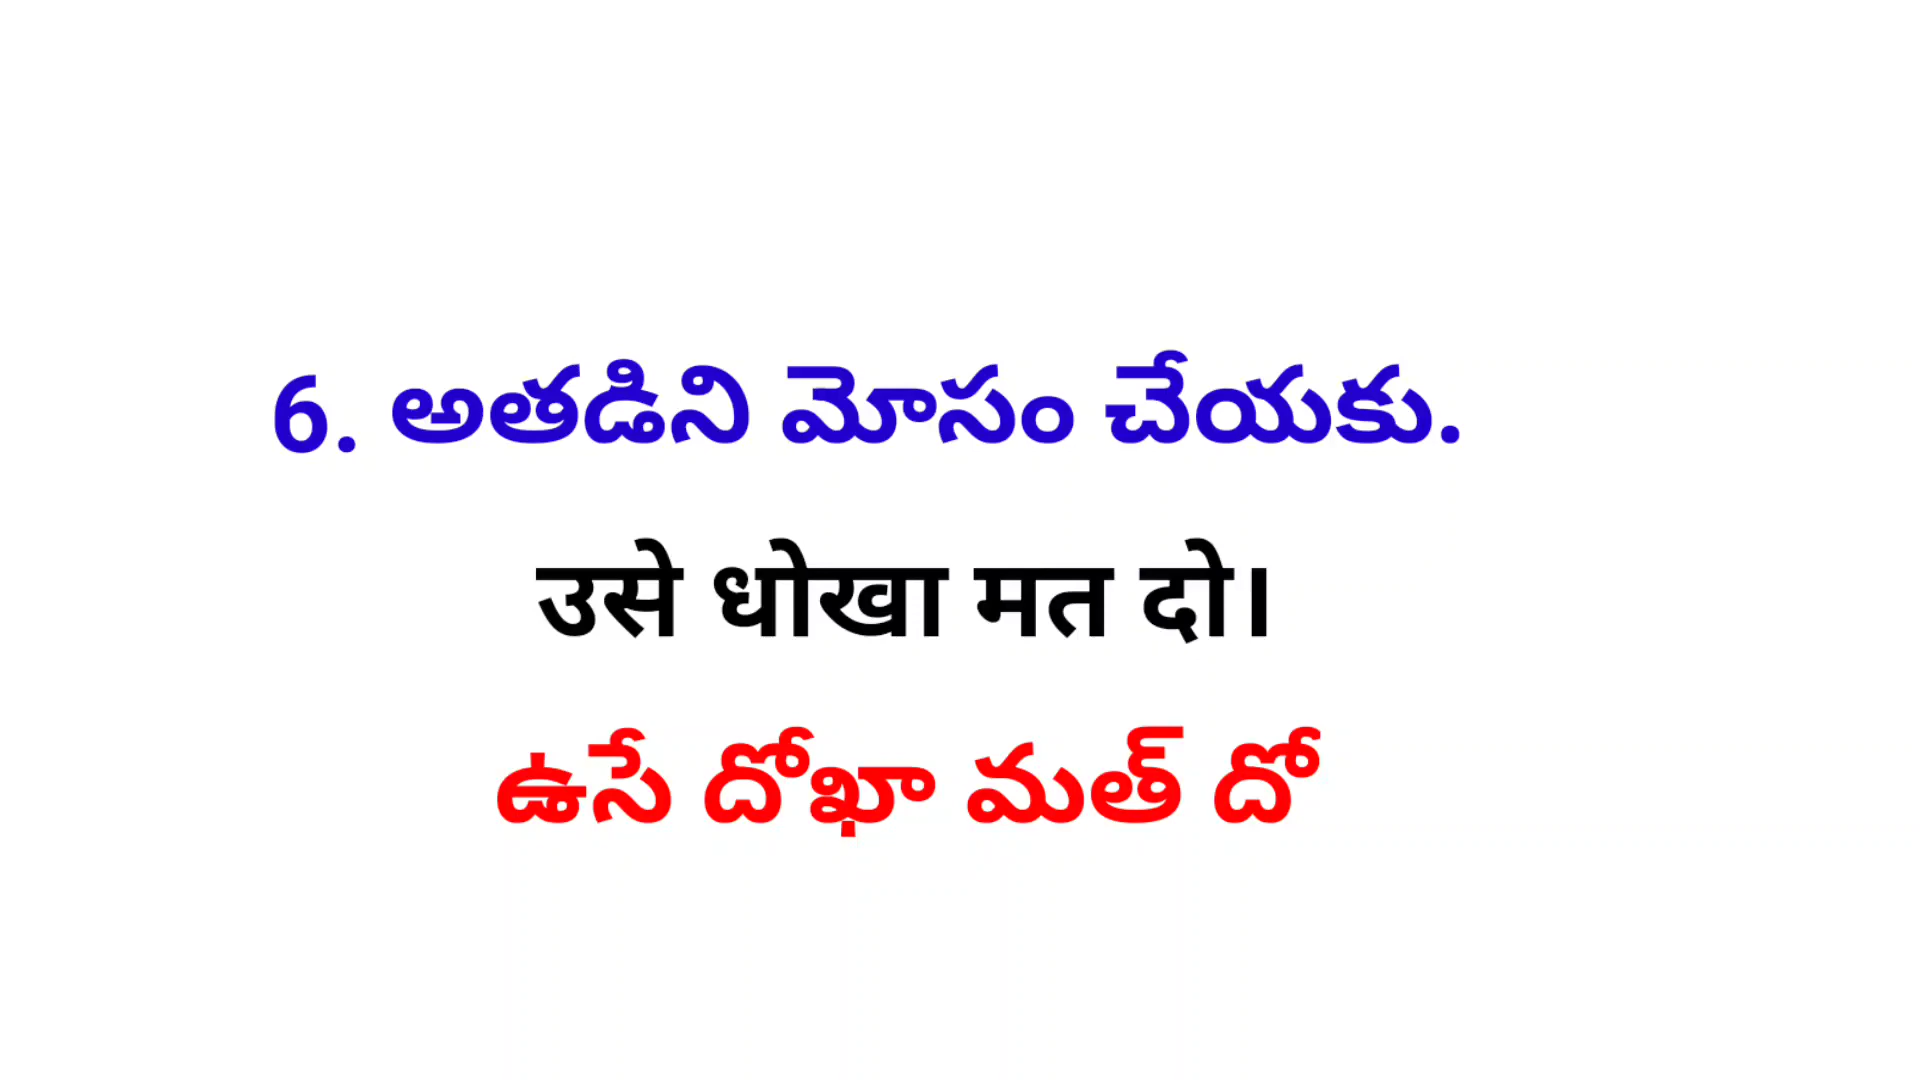 6. అతడిని మోసం చేయకు.
उसे धोखा मत दो।
ఉసే దోఖా మత్ దో